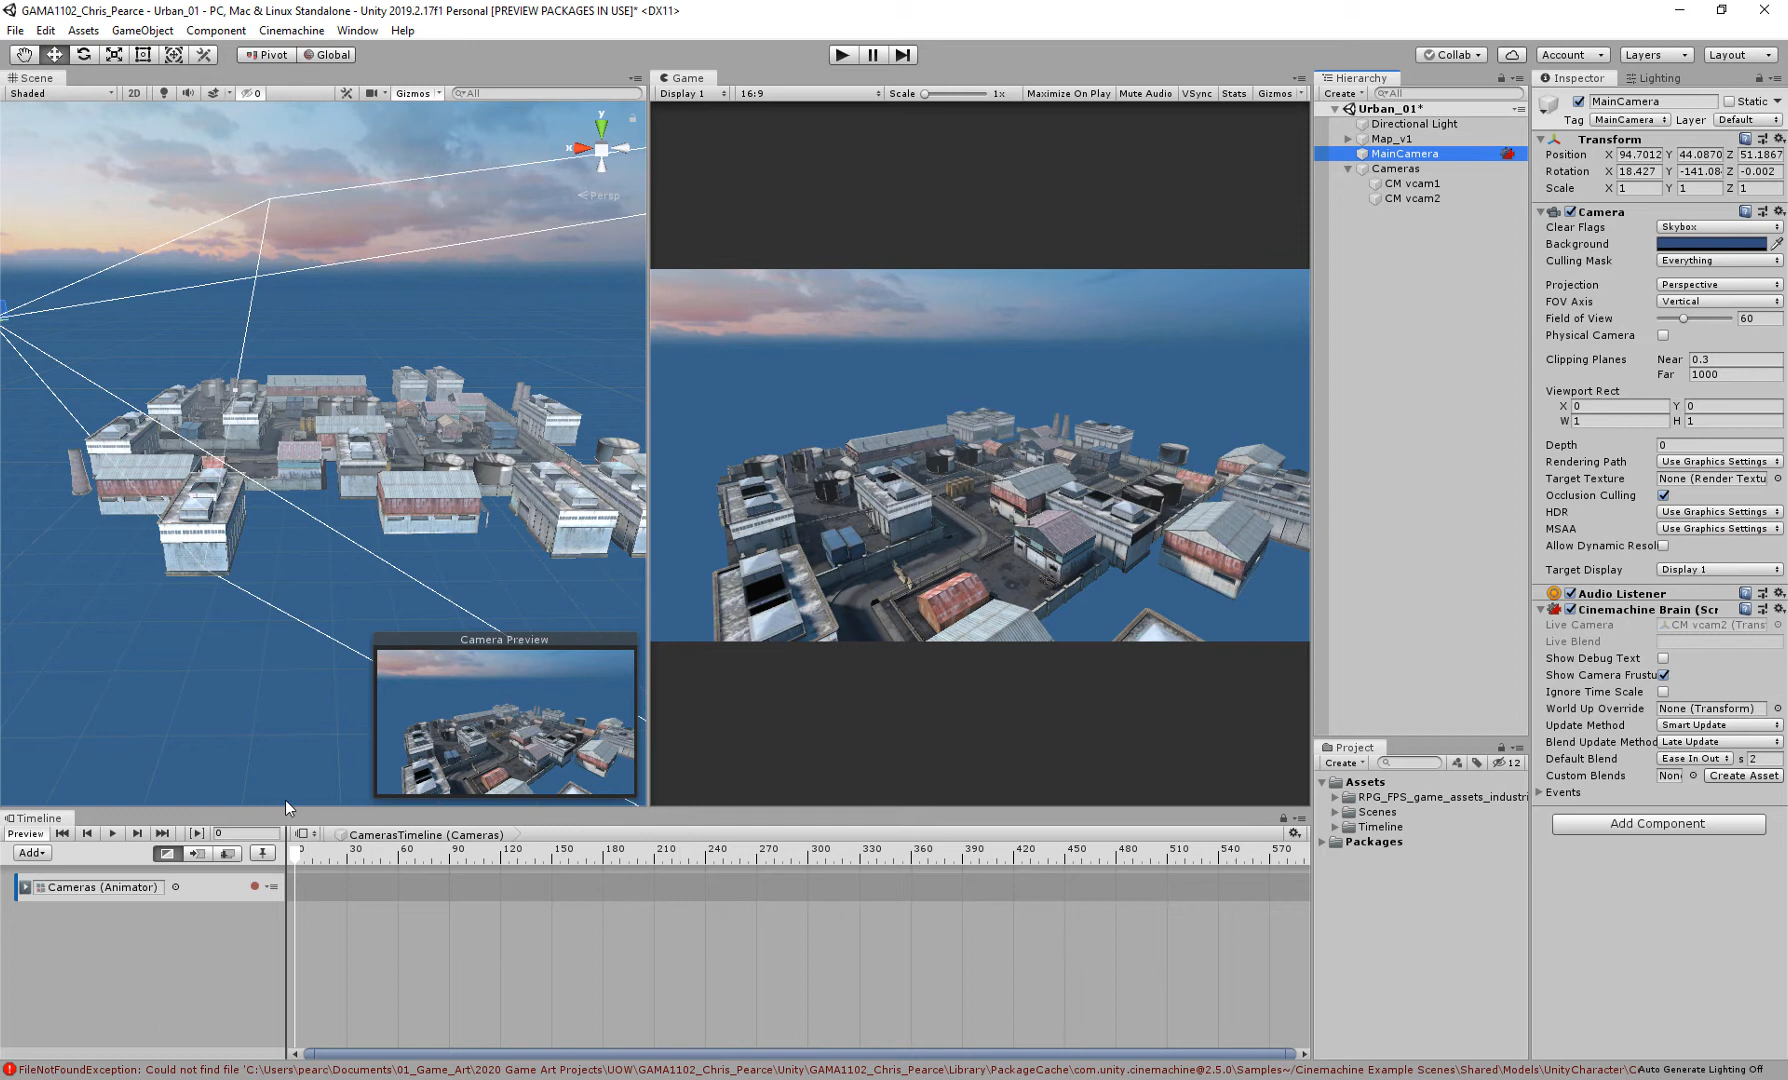 GAMA1102_Chris_Pearce - Urban_01 - PC, Mac & Linux Standalone - Unity 2019.2.17f1 Personal [PREVIEW PACKAGES IN USE]* <DX11>
File Edit Assets GameObject Component Cinemachine Window Help
Pivot Global Collab Account Layers Layout
Scene
Shaded 2D 0 Gizmos All
y
x
Persp
Camera Preview
Game
Display 1 16:9 Scale 1x Maximize On Play Mute Audio VSync Stats Gizmos
Hierarchy
Create All
Urban_01*
Directional Light
Map_v1
MainCamera
Cameras
CM vcam1
CM vcam2
Project
Create 12
Assets
RPG_FPS_game_assets_industri
Scenes
Timeline
Packages
Inspector Lighting
MainCamera Static
Tag MainCamera Layer Default
Transform
Position X 94.7012 Y 44.0870 Z 51.1867
Rotation X 18.427 Y -141.08 Z -0.002
Scale X 1 Y 1 Z 1
Camera
Clear Flags Skybox
Background
Culling Mask Everything
Projection Perspective
FOV Axis Vertical
Field of View 60
Physical Camera
Clipping Planes Near 0.3
Far 1000
Viewport Rect
X 0 Y 0
W 1 H 1
Depth 0
Rendering Path Use Graphics Settings
Target Texture None (Render Textu
Occlusion Culling
HDR Use Graphics Settings
MSAA Use Graphics Settings
Allow Dynamic Resol
Target Display Display 1
Audio Listener
Cinemachine Brain (Scr
Live Camera CM vcam2 (Trans
Live Blend
Show Debug Text
Show Camera Frustu
Ignore Time Scale
World Up Override None (Transform)
Update Method Smart Update
Blend Update Method Late Update
Default Blend Ease In Out s 2
Custom Blends None Create Asset
Events
Add Component
Timeline
Preview 0 CamerasTimeline (Cameras)
Add 30 60 90 120 150 180 210 240 270 300 330 360 390 420 450 480 510 540 570
Cameras (Animator)
FileNotFoundException: Could not find file 'C:\Users\pearc\Documents\01_Game_Art\2020 Game Art Projects\UOW\GAMA1102_Chris_Pearce\Unity\GAMA1102_Chris_Pearce\Library\PackageCache\com.unity.cinemachine@2.5.0\Samples~/Cinemachine Example Scenes\Shared\Models\UnityCharacter\C Auto Generate Lighting Off